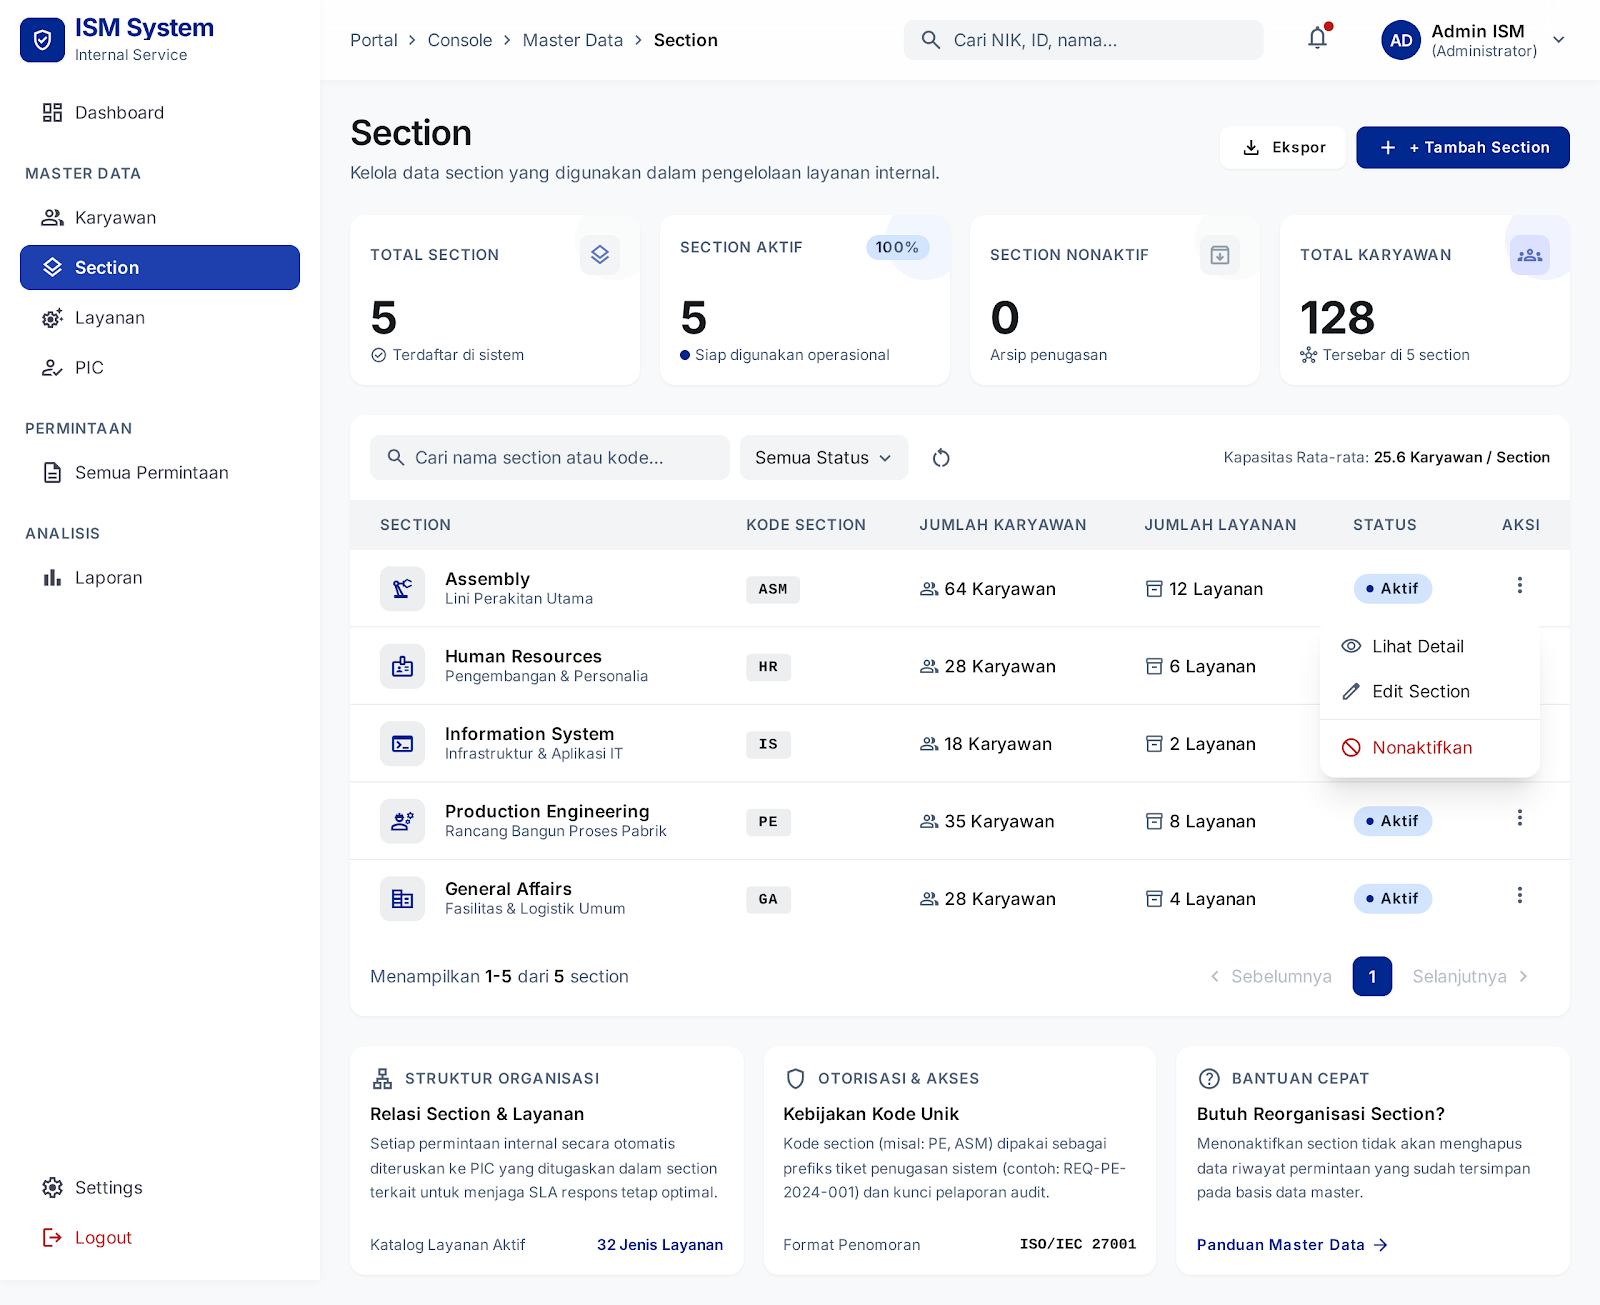 ISM System
Internal Service
Dashboard
MASTER DATA
Karyawan
Section
Layanan
PIC
PERMINTAAN
Semua Permintaan
ANALISIS
Laporan
Settings
Logout
Portal > Console > Master Data > Section
Cari NIK, ID, nama...
AD
Admin ISM
(Administrator)
Section
Kelola data section yang digunakan dalam pengelolaan layanan internal.
Ekspor
+ Tambah Section
TOTAL SECTION
5
Terdaftar di sistem
SECTION AKTIF
100%
5
Siap digunakan operasional
SECTION NONAKTIF
0
Arsip penugasan
TOTAL KARYAWAN
128
Tersebar di 5 section
Cari nama section atau kode...
Semua Status
Kapasitas Rata-rata: 25.6 Karyawan / Section
SECTION KODE SECTION JUMLAH KARYAWAN JUMLAH LAYANAN STATUS AKSI
Assembly
Lini Perakitan Utama
ASM
64 Karyawan
12 Layanan
Aktif
Human Resources
Pengembangan & Personalia
HR
28 Karyawan
6 Layanan
Lihat Detail
Edit Section
Nonaktifkan
Information System
Infrastruktur & Aplikasi IT
IS
18 Karyawan
2 Layanan
Production Engineering
Rancang Bangun Proses Pabrik
PE
35 Karyawan
8 Layanan
Aktif
General Affairs
Fasilitas & Logistik Umum
GA
28 Karyawan
4 Layanan
Aktif
Menampilkan 1-5 dari 5 section
Sebelumnya
1
Selanjutnya
STRUKTUR ORGANISASI
Relasi Section & Layanan
Setiap permintaan internal secara otomatis
diteruskan ke PIC yang ditugaskan dalam section
terkait untuk menjaga SLA respons tetap optimal.
Katalog Layanan Aktif
32 Jenis Layanan
OTORISASI & AKSES
Kebijakan Kode Unik
Kode section (misal: PE, ASM) dipakai sebagai
prefiks tiket penugasan sistem (contoh: REQ-PE-
2024-001) dan kunci pelaporan audit.
Format Penomoran
ISO/IEC 27001
BANTUAN CEPAT
Butuh Reorganisasi Section?
Menonaktifkan section tidak akan menghapus
data riwayat permintaan yang sudah tersimpan
pada basis data master.
Panduan Master Data